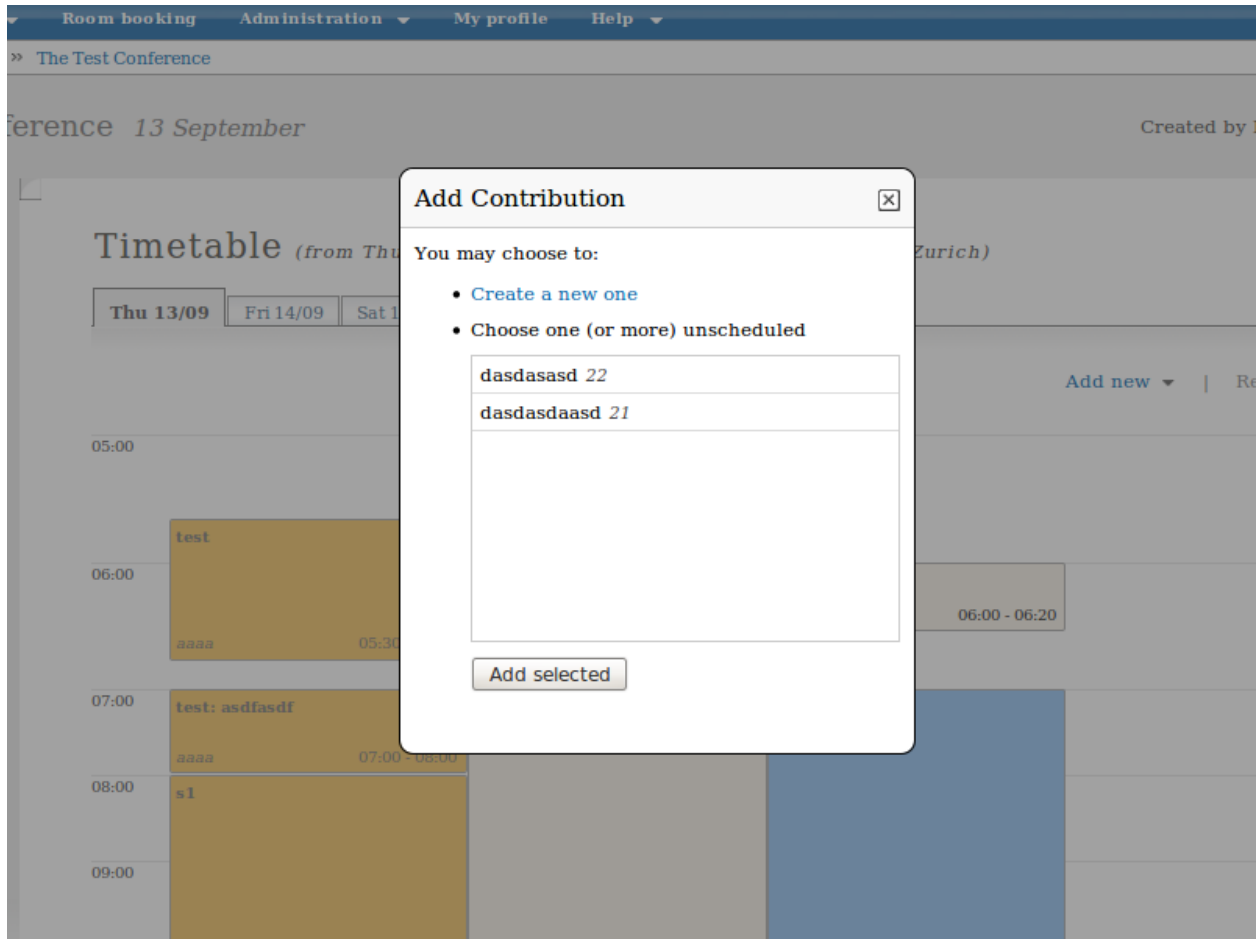 Room booking Administration My profile Help
» The Test Conference
ference 13 September
Created by
Timetable (from Thu
Zurich)
Add Contribution
You may choose to:
• Create a new one
• Choose one (or more) unscheduled
dasdasasd 22
dasdasdaasd 21
Add selected
Thu 13/09 Fri 14/09 Sat 1
Add new | Re
05:00
test
06:00
aaaa 05:30
06:00 - 06:20
07:00
test: asdfasdf
aaaa 07:00 - 08:00
08:00
s1
09:00